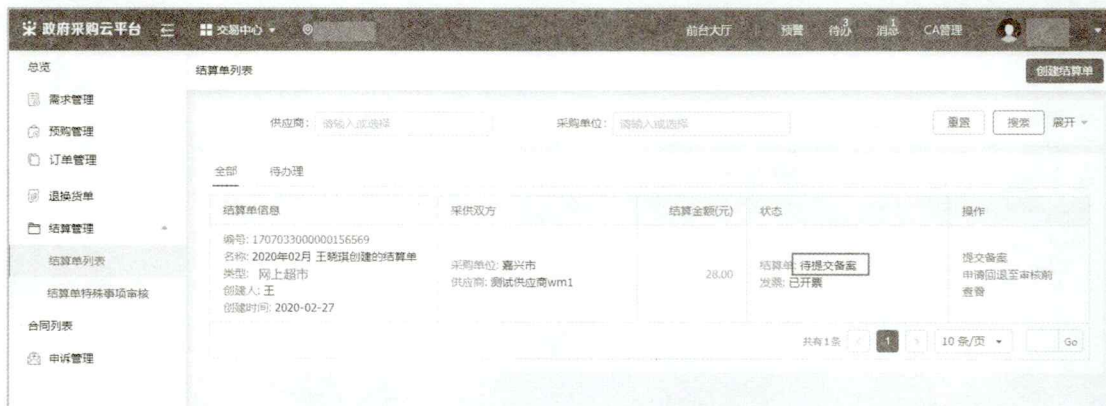 政府采购云平台 交易中心 前台大厅 预警 待办 3 消息 1 CA管理
总览
需求管理
预购管理
订单管理
退换货单
结算管理
结算单列表
结算单特殊事项审核
合同列表
申诉管理
结算单列表 创建结算单
供应商: 请输入或选择 采购单位: 请输入或选择 重置 搜索 展开
全部 待办理
结算单信息 采供双方 结算金额(元) 状态 操作
编号: 1707033000000156569
名称: 2020年02月 王晓琪创建的结算单
类型: 网上超市
创建人: 王
创建时间: 2020-02-27
采购单位: 嘉兴市
供应商: 测试供应商wm1
28.00
结算单: 待提交备案
发票: 已开票
提交备案
申请回退至审核前
查看
共有1条 1 10 条/页 Go